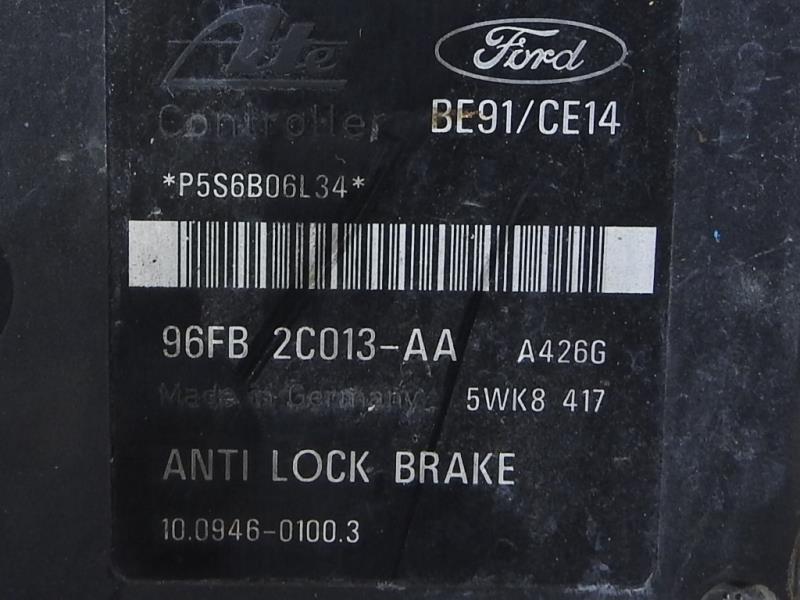 Ate Ford
Controller BE91/CE14
*P5S6B06L34*
96FB 2C013-AA A426G
Made in Germany 5WK8 417
ANTI LOCK BRAKE
10.0946-0100.3